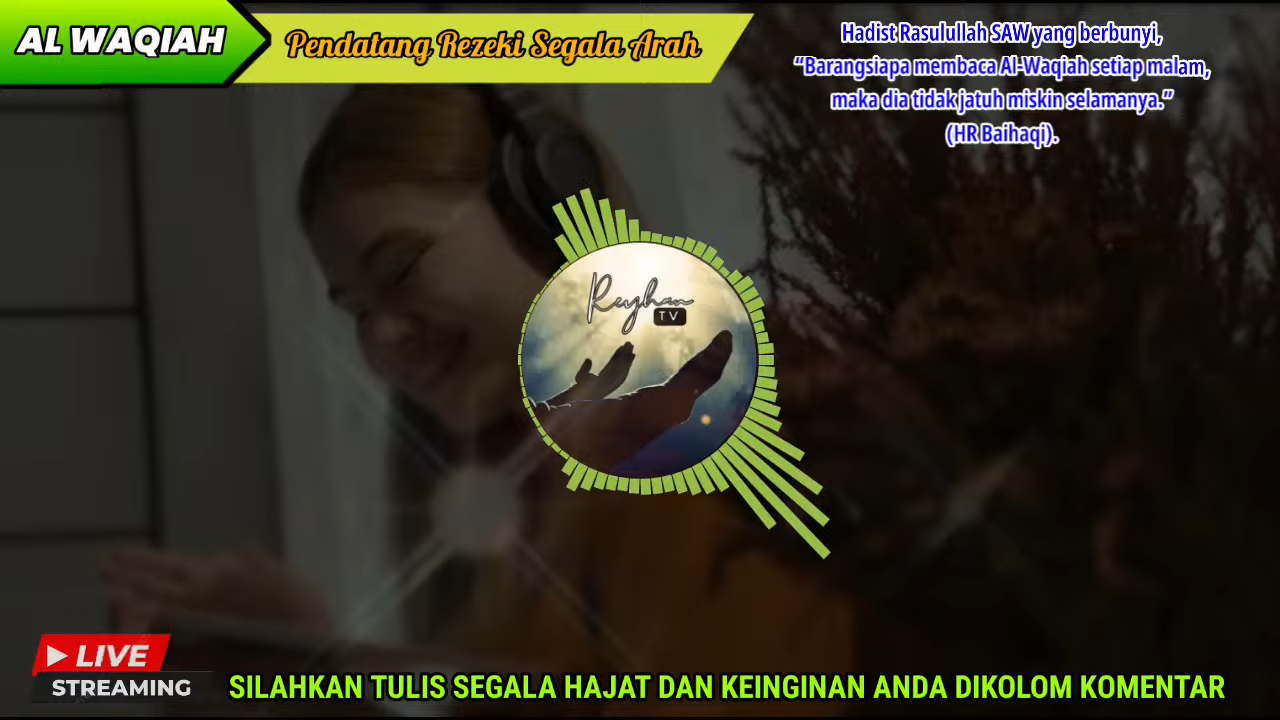 AL WAQIAH
Pendatang Rezeki Segala Arah
Hadist Rasulullah SAW yang berbunyi,
“Barangsiapa membaca Al-Waqiah setiap malam,
maka dia tidak jatuh miskin selamanya.”
(HR Baihaqi).
Reyhan
TV
LIVE
STREAMING
SILAHKAN TULIS SEGALA HAJAT DAN KEINGINAN ANDA DIKOLOM KOMENTAR